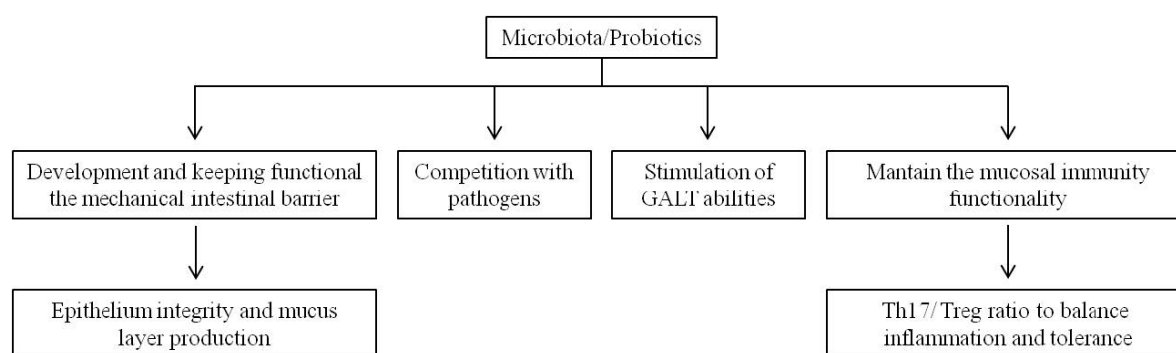 Microbiota/Probiotics
Development and keeping functional
the mechanical intestinal barrier
Competition with
pathogens
Stimulation of
GALT abilities
Mantain the mucosal immunity
functionality
Epithelium integrity and mucus
layer production
Th17/ Treg ratio to balance
inflammation and tolerance